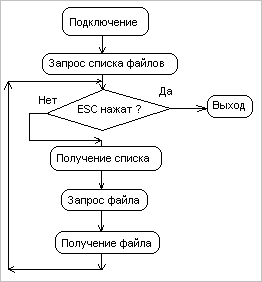 Подключение
Запрос списка файлов
Нет
Да
ESC нажат ?
Выход
Получение списка
Запрос файла
Получение файла